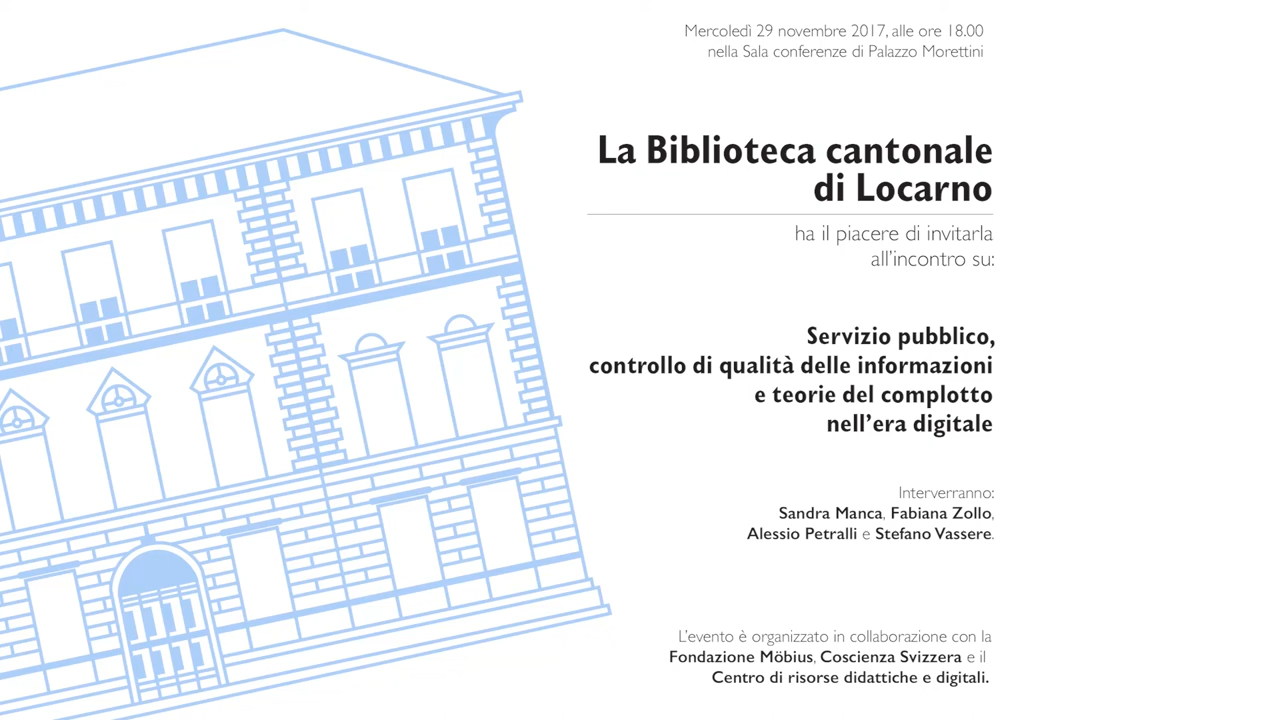 Mercoledì 29 novembre 2017, alle ore 18.00
nella Sala conferenze di Palazzo Morettini
La Biblioteca cantonale
di Locarno
ha il piacere di invitarla
all'incontro su:
Servizio pubblico,
controllo di qualità delle informazioni
e teorie del complotto
nell'era digitale
Interverranno:
Sandra Manca, Fabiana Zollo,
Alessio Petralli e Stefano Vassere.
L'evento è organizzato in collaborazione con la
Fondazione Möbius, Coscienza Svizzera e il
Centro di risorse didattiche e digitali.